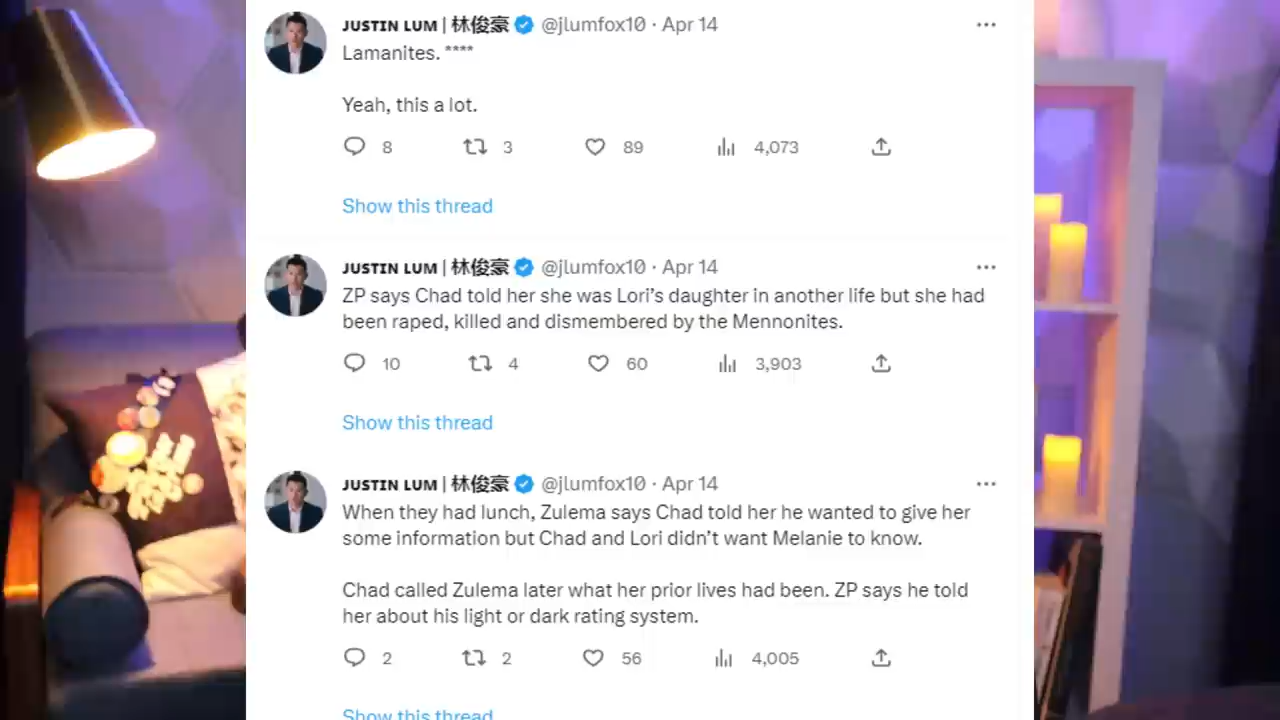 JUSTIN LUM | 林俊豪 @jlumfox10 · Apr 14
Lamanites. ****
Yeah, this a lot.
8 3 89 4,073
Show this thread
JUSTIN LUM | 林俊豪 @jlumfox10 · Apr 14
ZP says Chad told her she was Lori’s daughter in another life but she had
been raped, killed and dismembered by the Mennonites.
10 4 60 3,903
Show this thread
JUSTIN LUM | 林俊豪 @jlumfox10 · Apr 14
When they had lunch, Zulema says Chad told her he wanted to give her
some information but Chad and Lori didn’t want Melanie to know.
Chad called Zulema later what her prior lives had been. ZP says he told
her about his light or dark rating system.
2 2 56 4,005
Show this thread